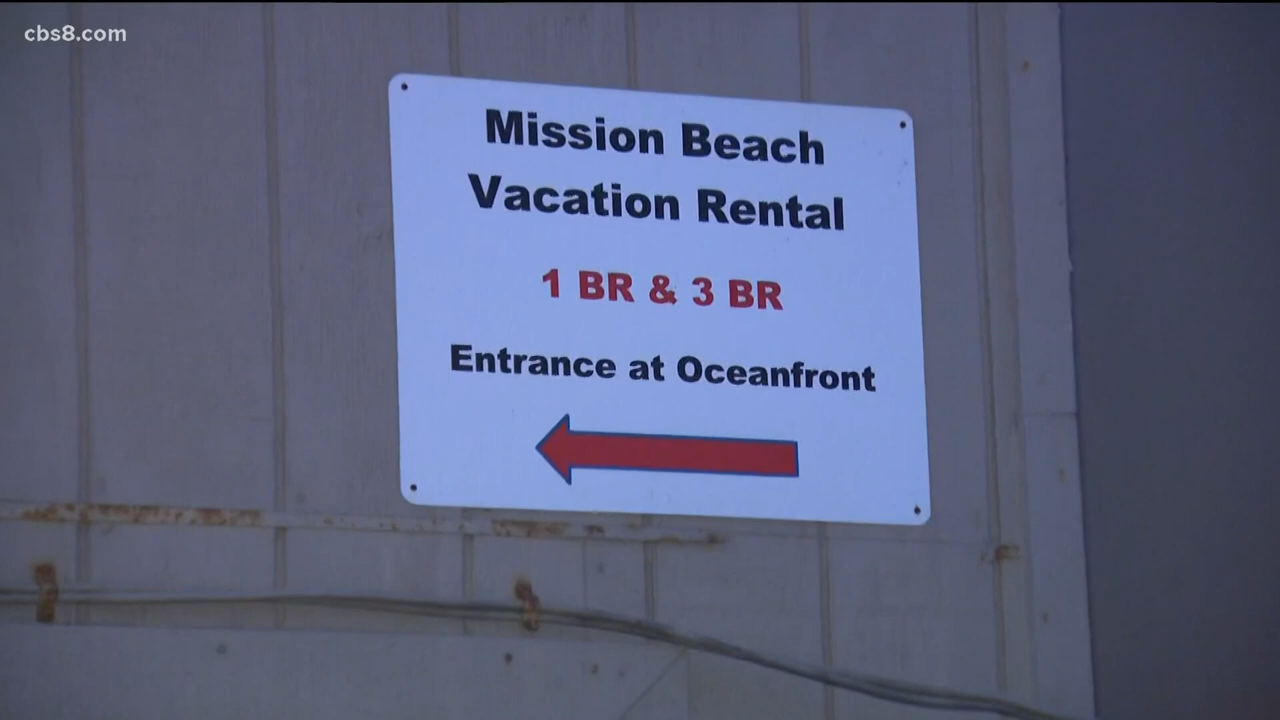 cbs8.com
Mission Beach
Vacation Rental
1 BR & 3 BR
Entrance at Oceanfront